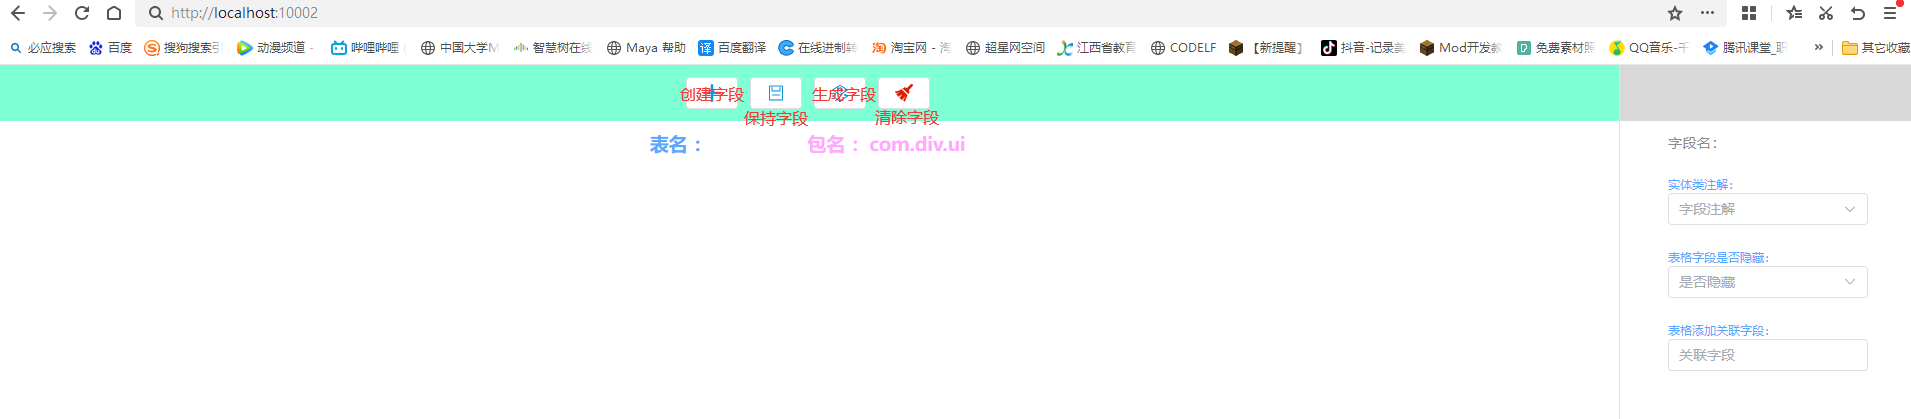 http://localhost:10002
必应搜索 百度 搜狗搜索引 动漫频道 - 哔哩哔哩 ( 中国大学M 智慧树在线 Maya 帮助 百度翻译 在线进制转 淘宝网 - 淘 超星网空间 江西省教育 CODELF 【新提醒】 抖音-记录美 Mod开发教 免费素材照 QQ音乐-千 腾讯课堂_职 » 其它收藏
创建字段 生成字段
保持字段 清除字段
表名： 包名： com.div.ui
字段名：
实体类注解：
字段注解
表格字段是否隐藏：
是否隐藏
表格添加关联字段：
关联字段